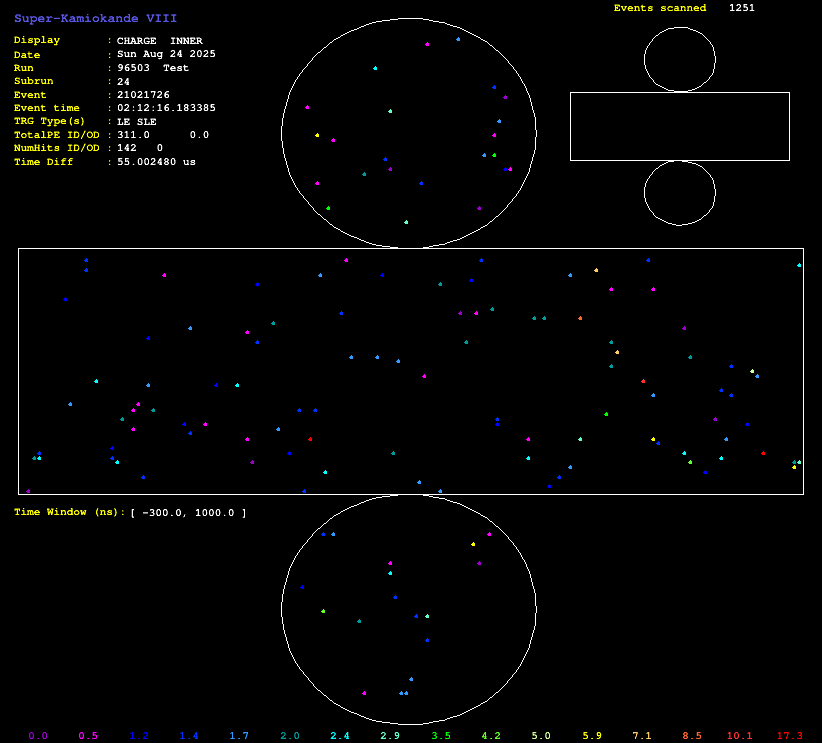 Super-Kamiokande VIII
Events scanned 1251
Display : CHARGE INNER
Date : Sun Aug 24 2025
Run : 96503 Test
Subrun : 24
Event : 21021726
Event time : 02:12:16.183385
TRG Type(s) : LE SLE
TotalPE ID/OD : 311.0 0.0
NumHits ID/OD : 142 0
Time Diff : 55.002480 us
Time Window (ns): [ -300.0, 1000.0 ]
0.0 0.5 1.2 1.4 1.7 2.0 2.4 2.9 3.5 4.2 5.0 5.9 7.1 8.5 10.1 17.3